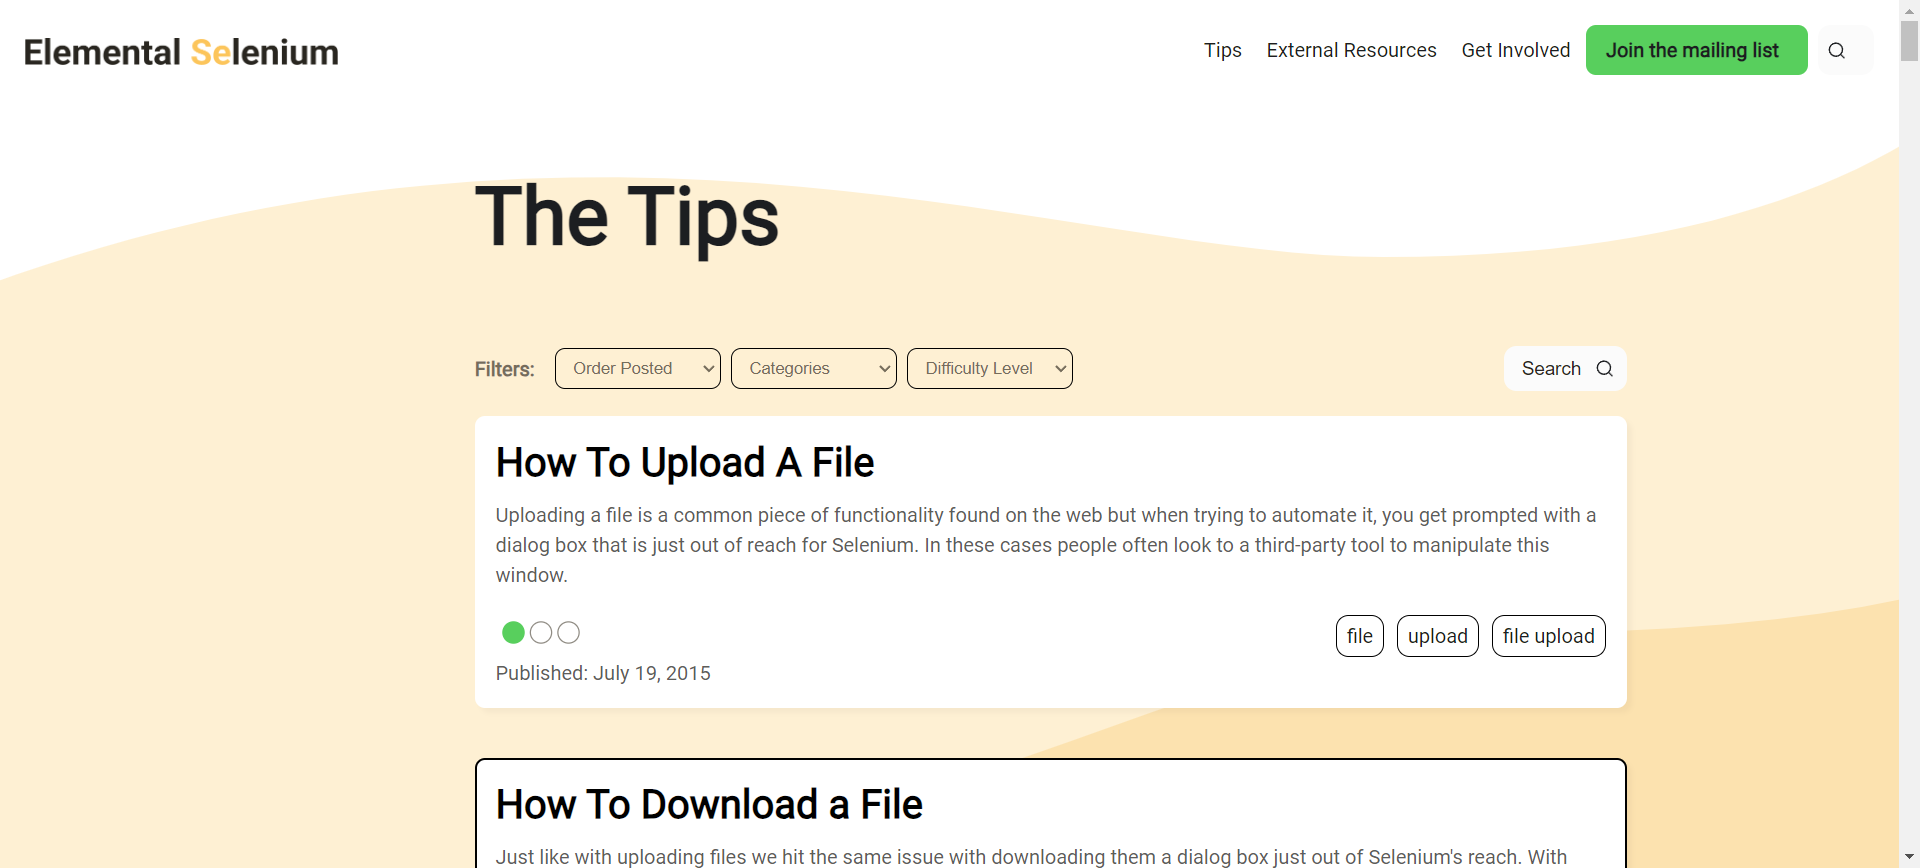 Elemental Selenium
Tips
External Resources
Get Involved
Join the mailing list
The Tips
Filters:
Order Posted
Categories
Difficulty Level
Search
How To Upload A File
Uploading a file is a common piece of functionality found on the web but when trying to automate it, you get prompted with a
dialog box that is just out of reach for Selenium. In these cases people often look to a third-party tool to manipulate this
window.
file
upload
file upload
Published: July 19, 2015
How To Download a File
Just like with uploading files we hit the same issue with downloading them a dialog box just out of Selenium's reach. With